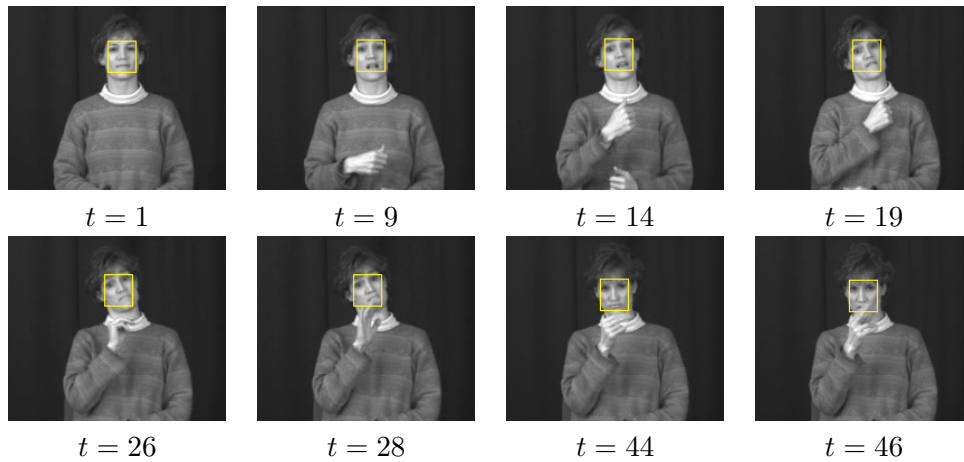 t = 1
t = 9
t = 14
t = 19
t = 26
t = 28
t = 44
t = 46